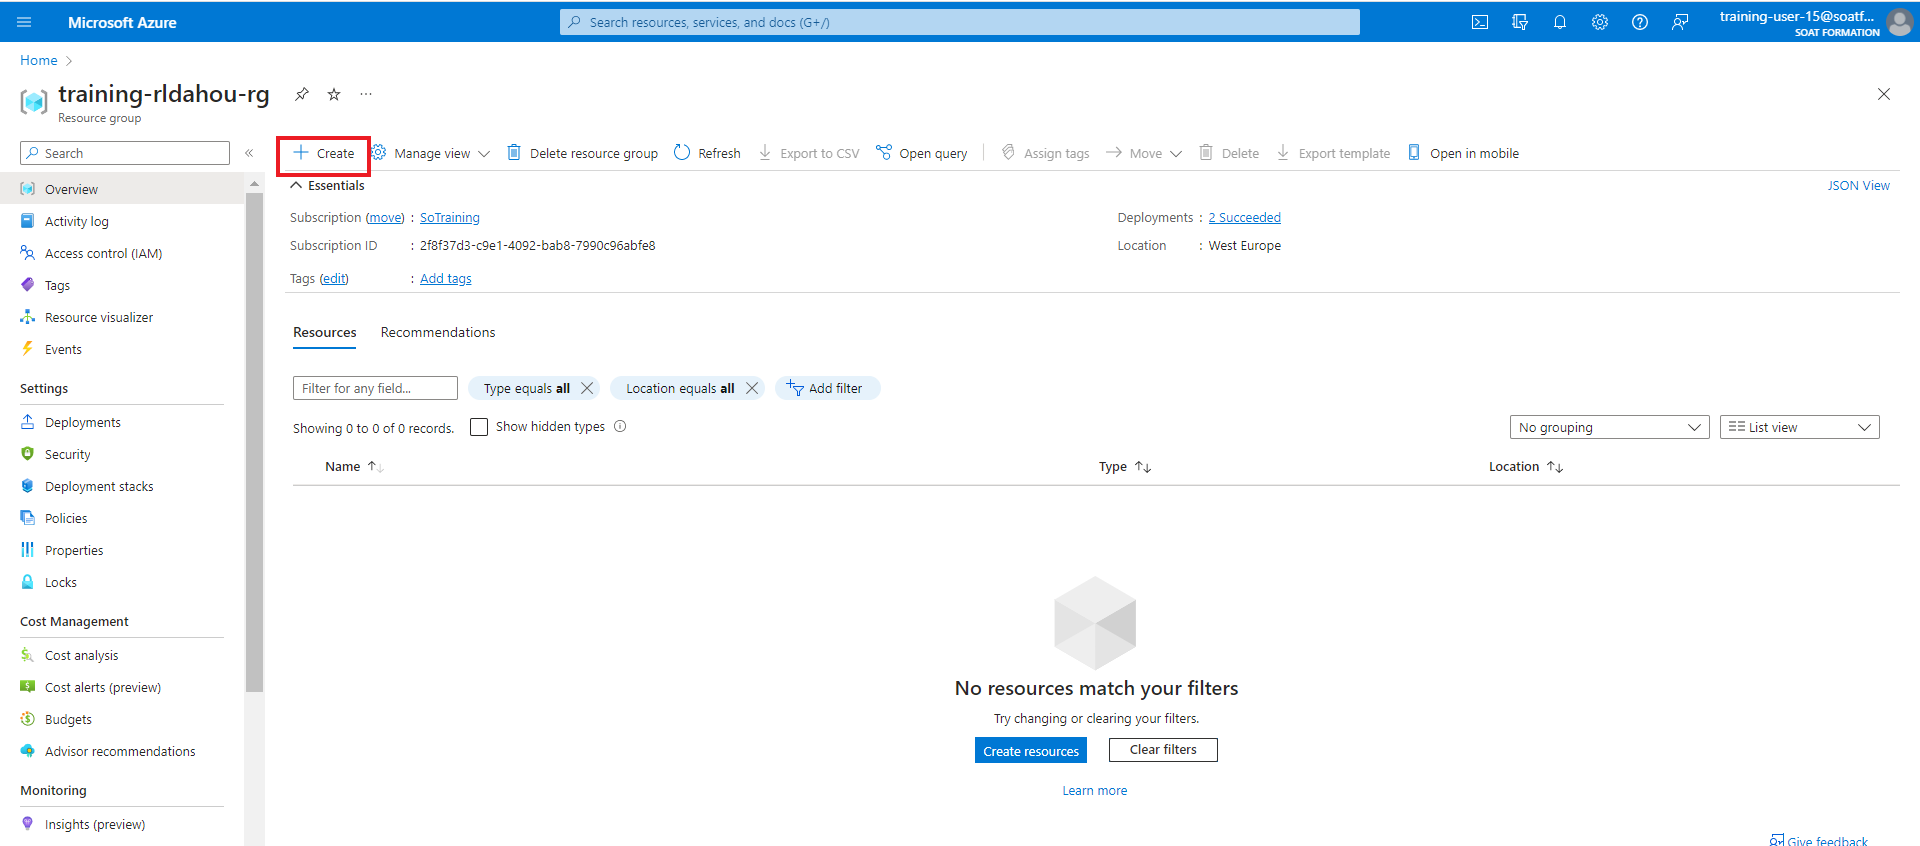 Microsoft Azure
Search resources, services, and docs (G+/)
training-user-15@soatf...
SOAT FORMATION
Home
training-rldahou-rg
Resource group
Search
Create
Manage view
Delete resource group
Refresh
Export to CSV
Open query
Assign tags
Move
Delete
Export template
Open in mobile
Overview
Activity log
Access control (IAM)
Tags
Resource visualizer
Events
Settings
Deployments
Security
Deployment stacks
Policies
Properties
Locks
Cost Management
Cost analysis
Cost alerts (preview)
Budgets
Advisor recommendations
Monitoring
Insights (preview)
Essentials
JSON View
Subscription (move) : SoTraining
Subscription ID : 2f8f37d3-c9e1-4092-bab8-7990c96abfe8
Tags (edit) : Add tags
Deployments : 2 Succeeded
Location : West Europe
Resources
Recommendations
Filter for any field...
Type equals all
Location equals all
Add filter
Showing 0 to 0 of 0 records.
Show hidden types
No grouping
List view
Name
Type
Location
No resources match your filters
Try changing or clearing your filters.
Create resources
Clear filters
Learn more
Give feedback